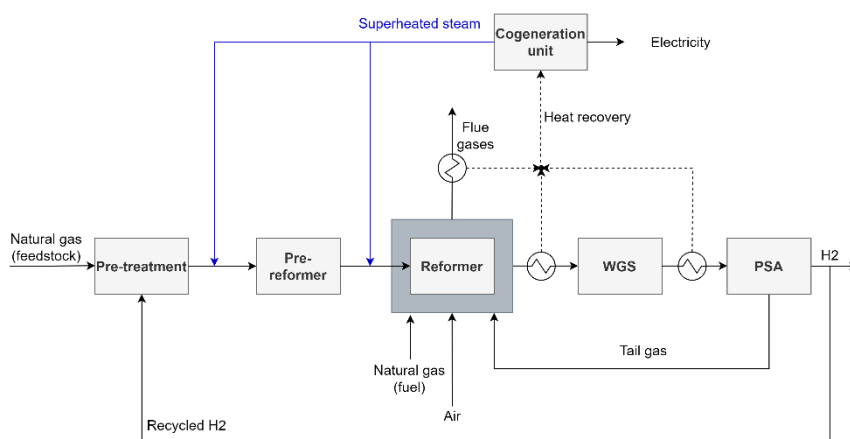 Superheated steam
Cogeneration
unit
Electricity
Flue
gases
Heat recovery
Natural gas
(feedstock)
Pre-treatment
Pre-
reformer
Reformer
WGS
PSA
H2
Natural gas
(fuel)
Air
Tail gas
Recycled H2